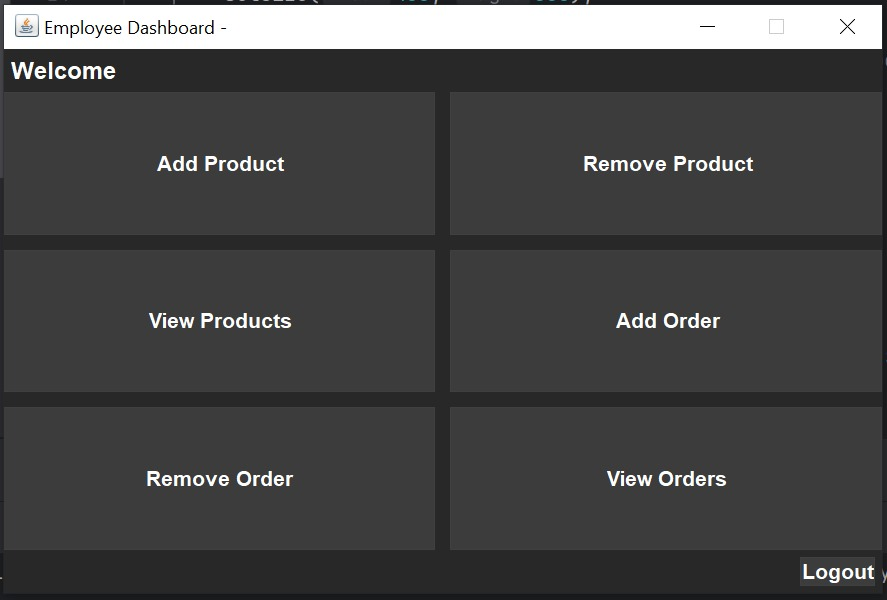 Employee Dashboard -
Welcome
Add Product
Remove Product
View Products
Add Order
Remove Order
View Orders
Logout